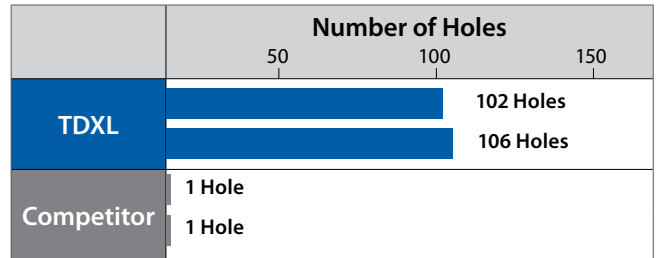 Number of Holes
50 100 150
TDXL
102 Holes
106 Holes
Competitor
1 Hole
1 Hole